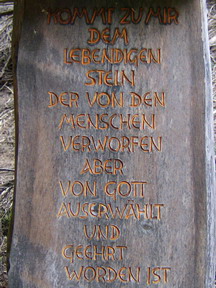 KOMMT ZU MIR
DEM
LEBENDIGEN
STEIN
DER VON DEN
MENSCHEN
VERWORFEN
ABER
VON GOTT
AUSERWÄHLT
UND
GEEHRT
WORDEN IST